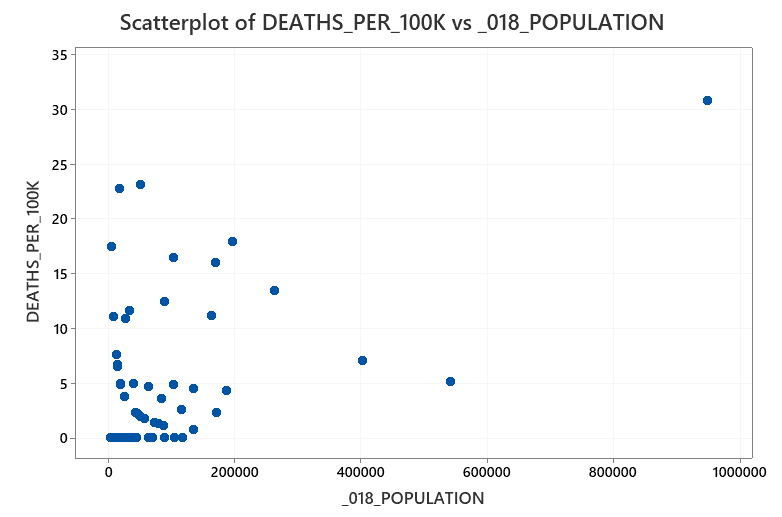 Scatterplot of DEATHS_PER_100K vs _018_POPULATION
35
30
25
20
15
10
5
0
DEATHS_PER_100K
0 200000 400000 600000 800000 1000000
_018_POPULATION